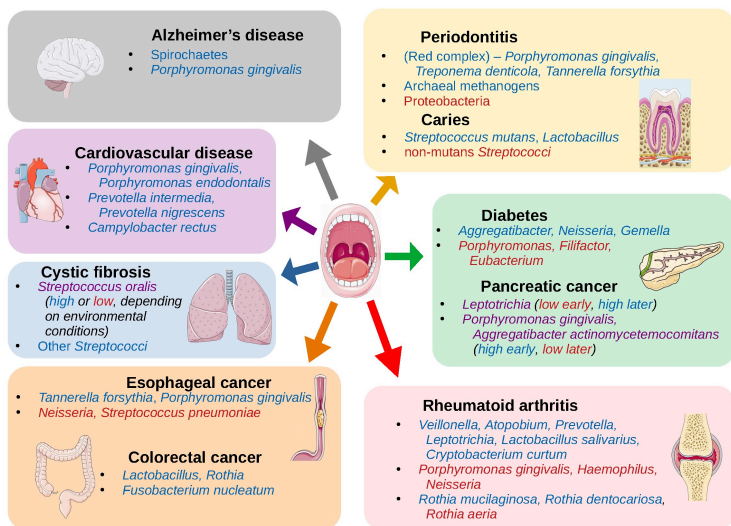 Alzheimer's disease
• Spirochaetes
• Porphyromonas gingivalis
Periodontitis
• (Red complex) – Porphyromonas gingivalis,
Treponema denticola, Tannerella forsythia
• Archaeal methanogens
• Proteobacteria
Caries
• Streptococcus mutans, Lactobacillus
• non-mutans Streptococci
Cardiovascular disease
• Porphyromonas gingivalis,
Porphyromonas endodontalis
• Prevotella intermedia,
Prevotella nigrescens
• Campylobacter rectus
Diabetes
• Aggregatibacter, Neisseria, Gemella
• Porphyromonas, Filifactor,
Eubacterium
Pancreatic cancer
• Leptotrichia (low early, high later)
• Porphyromonas gingivalis,
Aggregatibacter actinomycetemcomitans
(high early, low later)
Cystic fibrosis
• Streptococcus oralis
(high or low, depending
on environmental
conditions)
• Other Streptococci
Esophageal cancer
• Tannerella forsythia, Porphyromonas gingivalis
• Neisseria, Streptococcus pneumoniae
Colorectal cancer
• Lactobacillus, Rothia
• Fusobacterium nucleatum
Rheumatoid arthritis
• Veillonella, Atopobium, Prevotella,
Leptotrichia, Lactobacillus salivarius,
Cryptobacterium curtum
• Porphyromonas gingivalis, Haemophilus,
Neisseria
• Rothia mucilaginosa, Rothia dentocariosa,
Rothia aeria